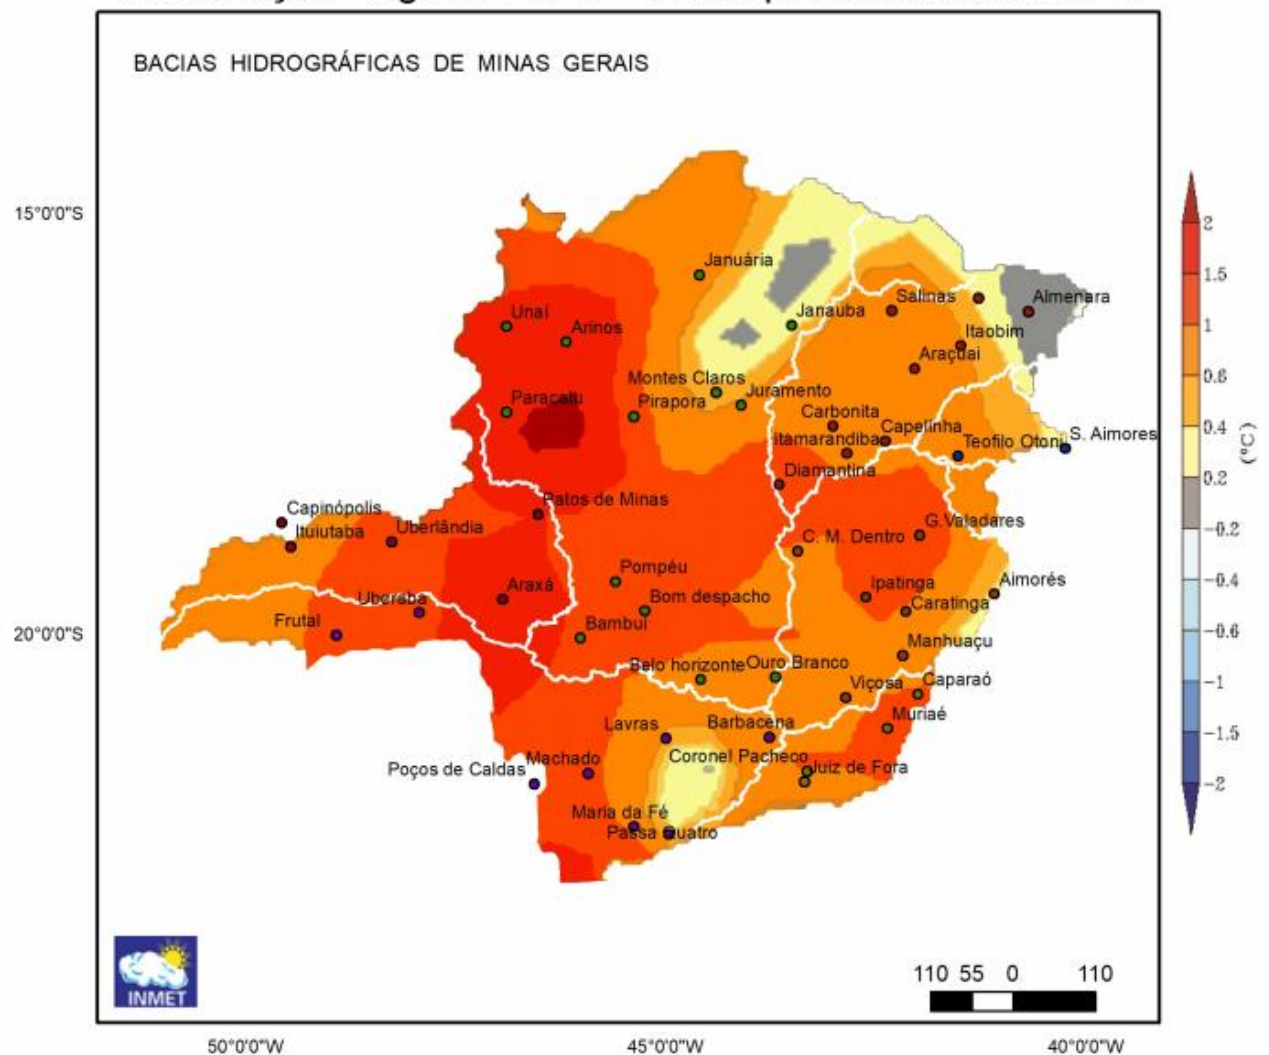 BACIAS HIDROGRÁFICAS DE MINAS GERAIS
15°0'0"S
20°0'0"S
50°0'0"W
45°0'0"W
40°0'0"W
Januária
Unaí
Arinos
Janauba
Salinas
Almenara
Itaobim
Araçuai
Montes Claros
Juramento
Paracatu
Pirapora
Carbonita
Capelinha
itamarandiba
Teofilo Otoni
S. Aimores
Diamantina
Patos de Minas
Capinópolis
Ituiutaba
Uberlândia
C. M. Dentro
G.Valadares
Pompéu
Ipatinga
Aimorés
Araxá
Uberaba
Bom despacho
Caratinga
Frutal
Bambuí
Manhuaçu
Belo horizonte
Ouro Branco
Viçosa
Caparaó
Lavras
Barbacena
Muriaé
Machado
Coronel Pacheco
Poços de Caldas
Juiz de Fora
Maria da Fé
Passa Quatro
2
1.5
1
0.8
0.4
0.2
-0.2
-0.4
-0.6
-1
-1.5
-2
(°C)
INMET
110 55 0 110